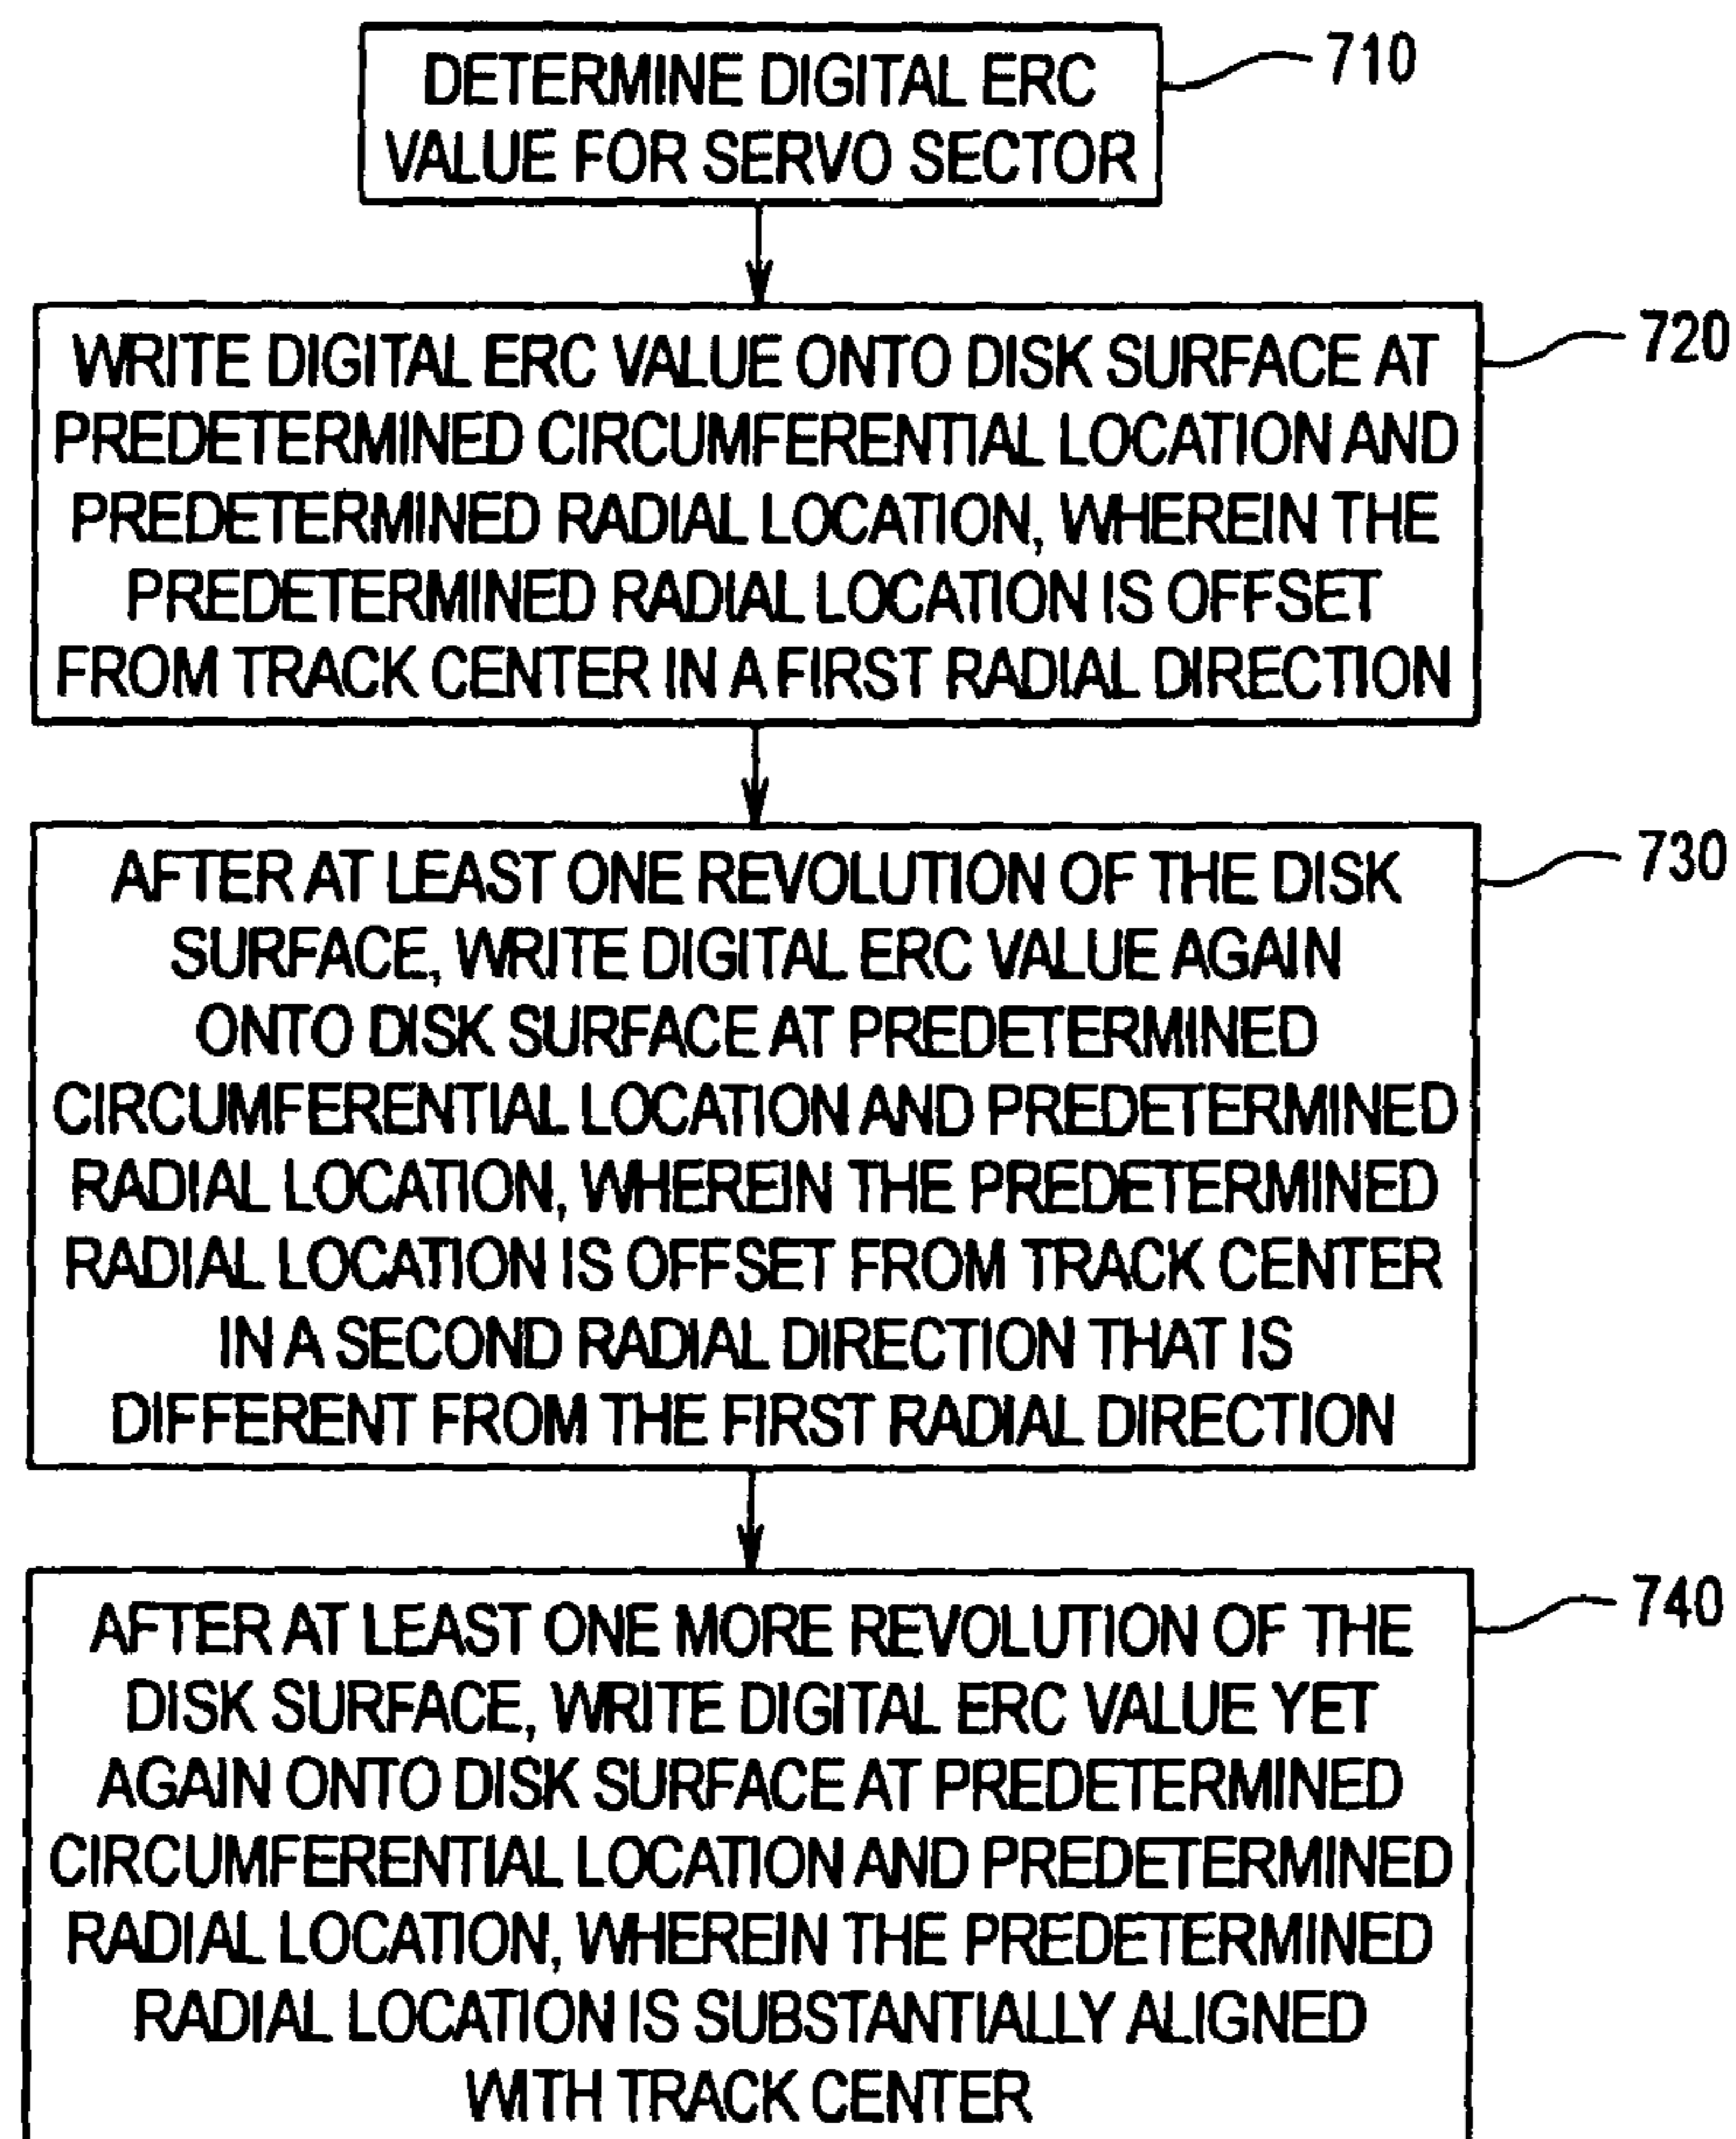 DETERMINE DIGITAL ERC
VALUE FOR SERVO SECTOR
710
WRITE DIGITAL ERC VALUE ONTO DISK SURFACE AT
PREDETERMINED CIRCUMFERENTIAL LOCATION AND
PREDETERMINED RADIAL LOCATION, WHEREIN THE
PREDETERMINED RADIAL LOCATION IS OFFSET
FROM TRACK CENTER IN A FIRST RADIAL DIRECTION
720
AFTER AT LEAST ONE REVOLUTION OF THE DISK
SURFACE, WRITE DIGITAL ERC VALUE AGAIN
ONTO DISK SURFACE AT PREDETERMINED
CIRCUMFERENTIAL LOCATION AND PREDETERMINED
RADIAL LOCATION, WHEREIN THE PREDETERMINED
RADIAL LOCATION IS OFFSET FROM TRACK CENTER
IN A SECOND RADIAL DIRECTION THAT IS
DIFFERENT FROM THE FIRST RADIAL DIRECTION
730
AFTER AT LEAST ONE MORE REVOLUTION OF THE
DISK SURFACE, WRITE DIGITAL ERC VALUE YET
AGAIN ONTO DISK SURFACE AT PREDETERMINED
CIRCUMFERENTIAL LOCATION AND PREDETERMINED
RADIAL LOCATION, WHEREIN THE PREDETERMINED
RADIAL LOCATION IS SUBSTANTIALLY ALIGNED
WITH TRACK CENTER
740